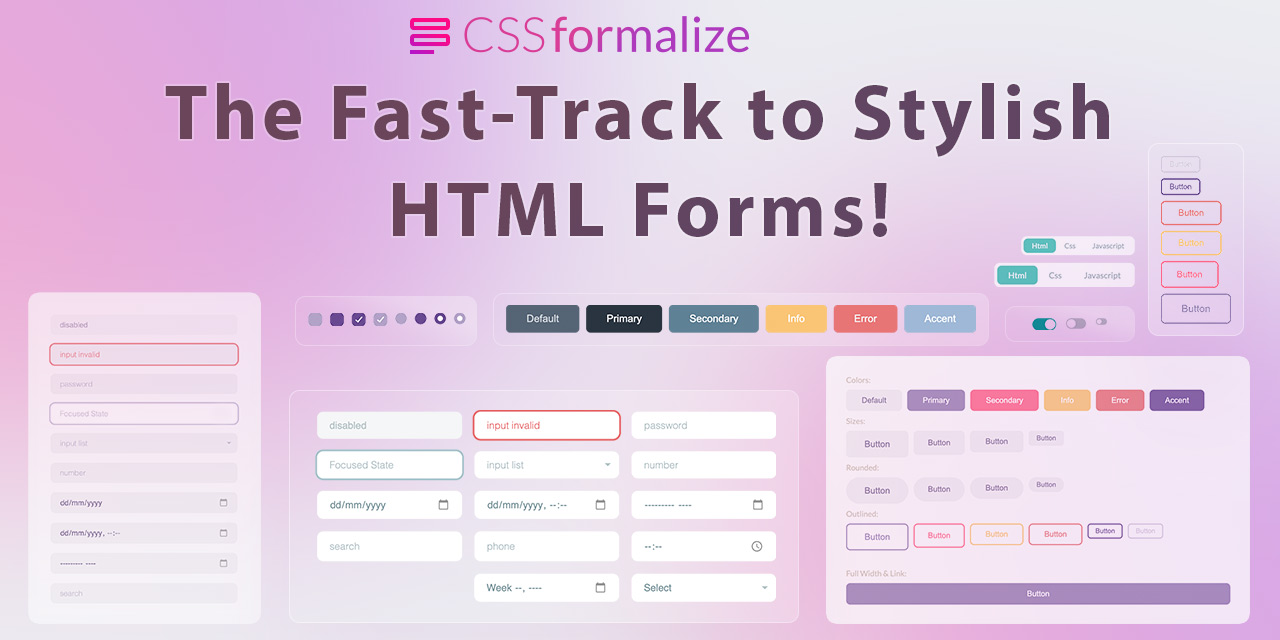 CSSformalize
The Fast-Track to Stylish
HTML Forms!
Button
Button
Button
Button
Button
Button
Html Css Javascript
Html Css Javascript
disabled
input invalid
password
Focused State
input list
number
dd/mm/yyyy
dd/mm/yyyy, --:--
--------- ----
search
Default Primary Secondary Info Error Accent
disabled input invalid password
Focused State input list number
dd/mm/yyyy dd/mm/yyyy, --:-- --------- ----
search phone --:--
Week --, ---- Select
Colors:
Default Primary Secondary Info Error Accent
Sizes:
Button Button Button Button
Rounded:
Button Button Button Button
Outlined:
Button Button Button Button Button Button
Full Width & Link:
Button